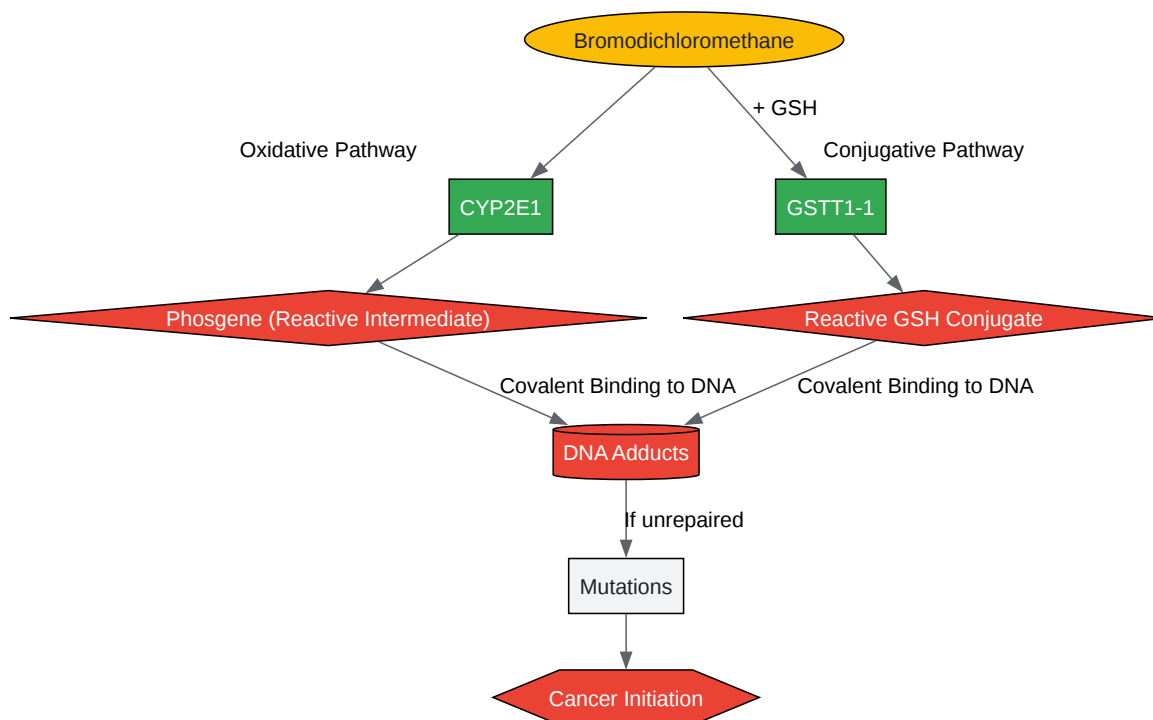 Bromodichloromethane
+ GSH
Oxidative Pathway
Conjugative Pathway
CYP2E1
GSTT1-1
Phosgene (Reactive Intermediate)
Reactive GSH Conjugate
Covalent Binding to DNA
Covalent Binding to DNA
DNA Adducts
If unrepaired
Mutations
Cancer Initiation